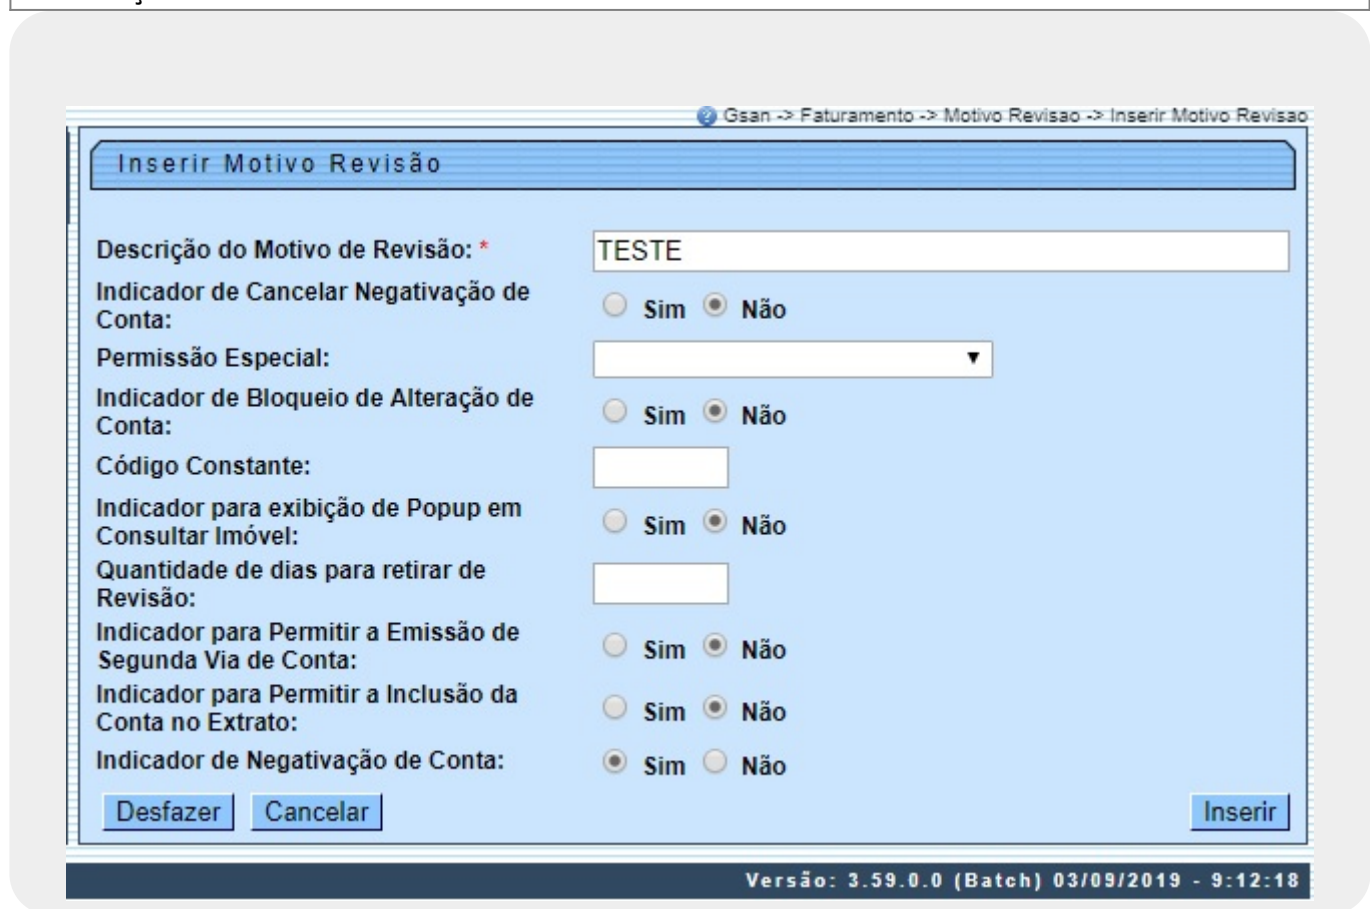 Gsan -> Faturamento -> Motivo Revisao -> Inserir Motivo Revisao
Inserir Motivo Revisão
Descrição do Motivo de Revisão: * TESTE
Indicador de Cancelar Negativação de
Conta: Sim Não
Permissão Especial:
Indicador de Bloqueio de Alteração de
Conta: Sim Não
Código Constante:
Indicador para exibição de Popup em
Consultar Imóvel: Sim Não
Quantidade de dias para retirar de
Revisão:
Indicador para Permitir a Emissão de
Segunda Via de Conta: Sim Não
Indicador para Permitir a Inclusão da
Conta no Extrato: Sim Não
Indicador de Negativação de Conta: Sim Não
Desfazer Cancelar Inserir
Versão: 3.59.0.0 (Batch) 03/09/2019 - 9:12:18